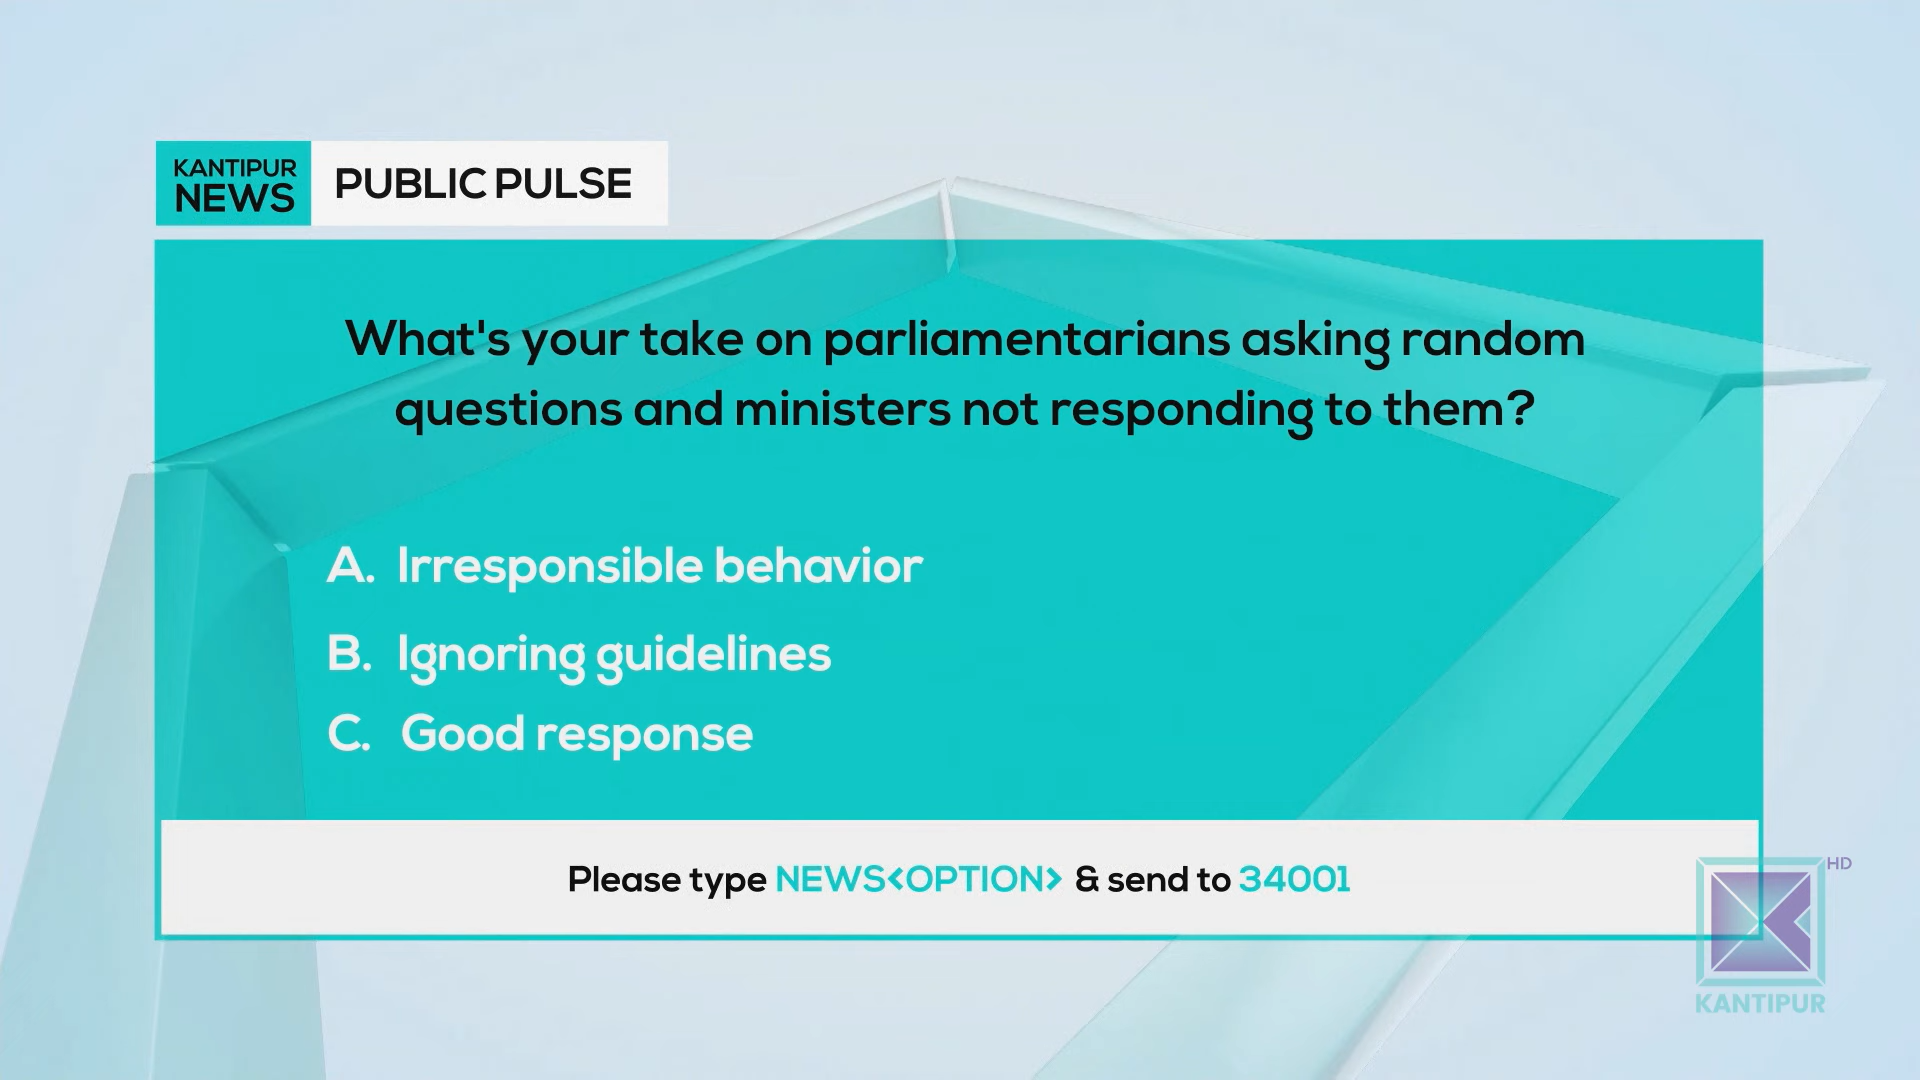 KANTIPUR
NEWS
PUBLIC PULSE
What's your take on parliamentarians asking random
questions and ministers not responding to them?
A. Irresponsible behavior
B. Ignoring guidelines
C. Good response
Please type NEWS<OPTION> & send to 34001
HD
KANTIPUR